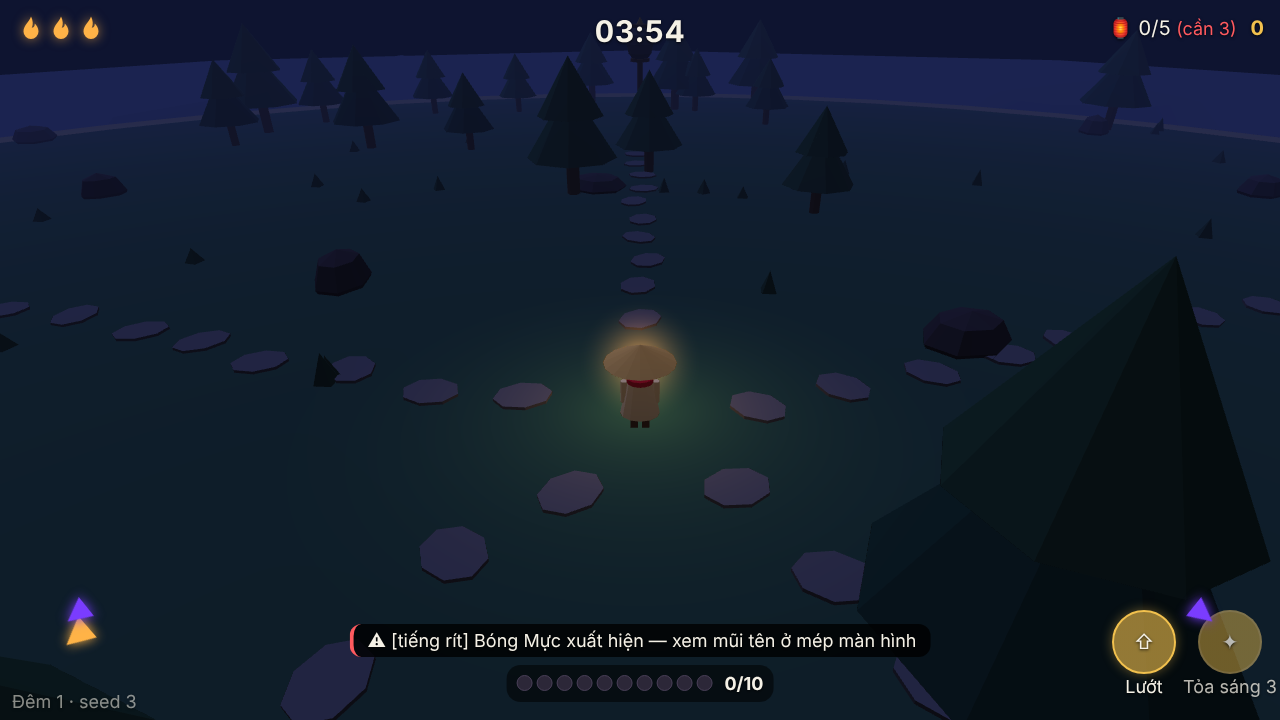 03:54
0/5 (cần 3) 0
⚠ [tiếng rít] Bóng Mực xuất hiện — xem mũi tên ở mép màn hình
0/10
Lướt
Tỏa sáng 3
Đêm 1 · seed 3